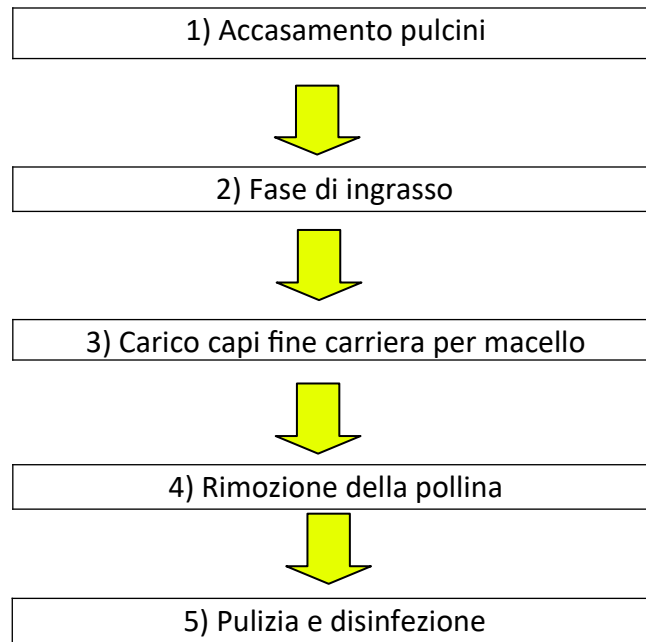 1) Accasamento pulcini
2) Fase di ingrasso
3) Carico capi fine carriera per macello
4) Rimozione della pollina
5) Pulizia e disinfezione